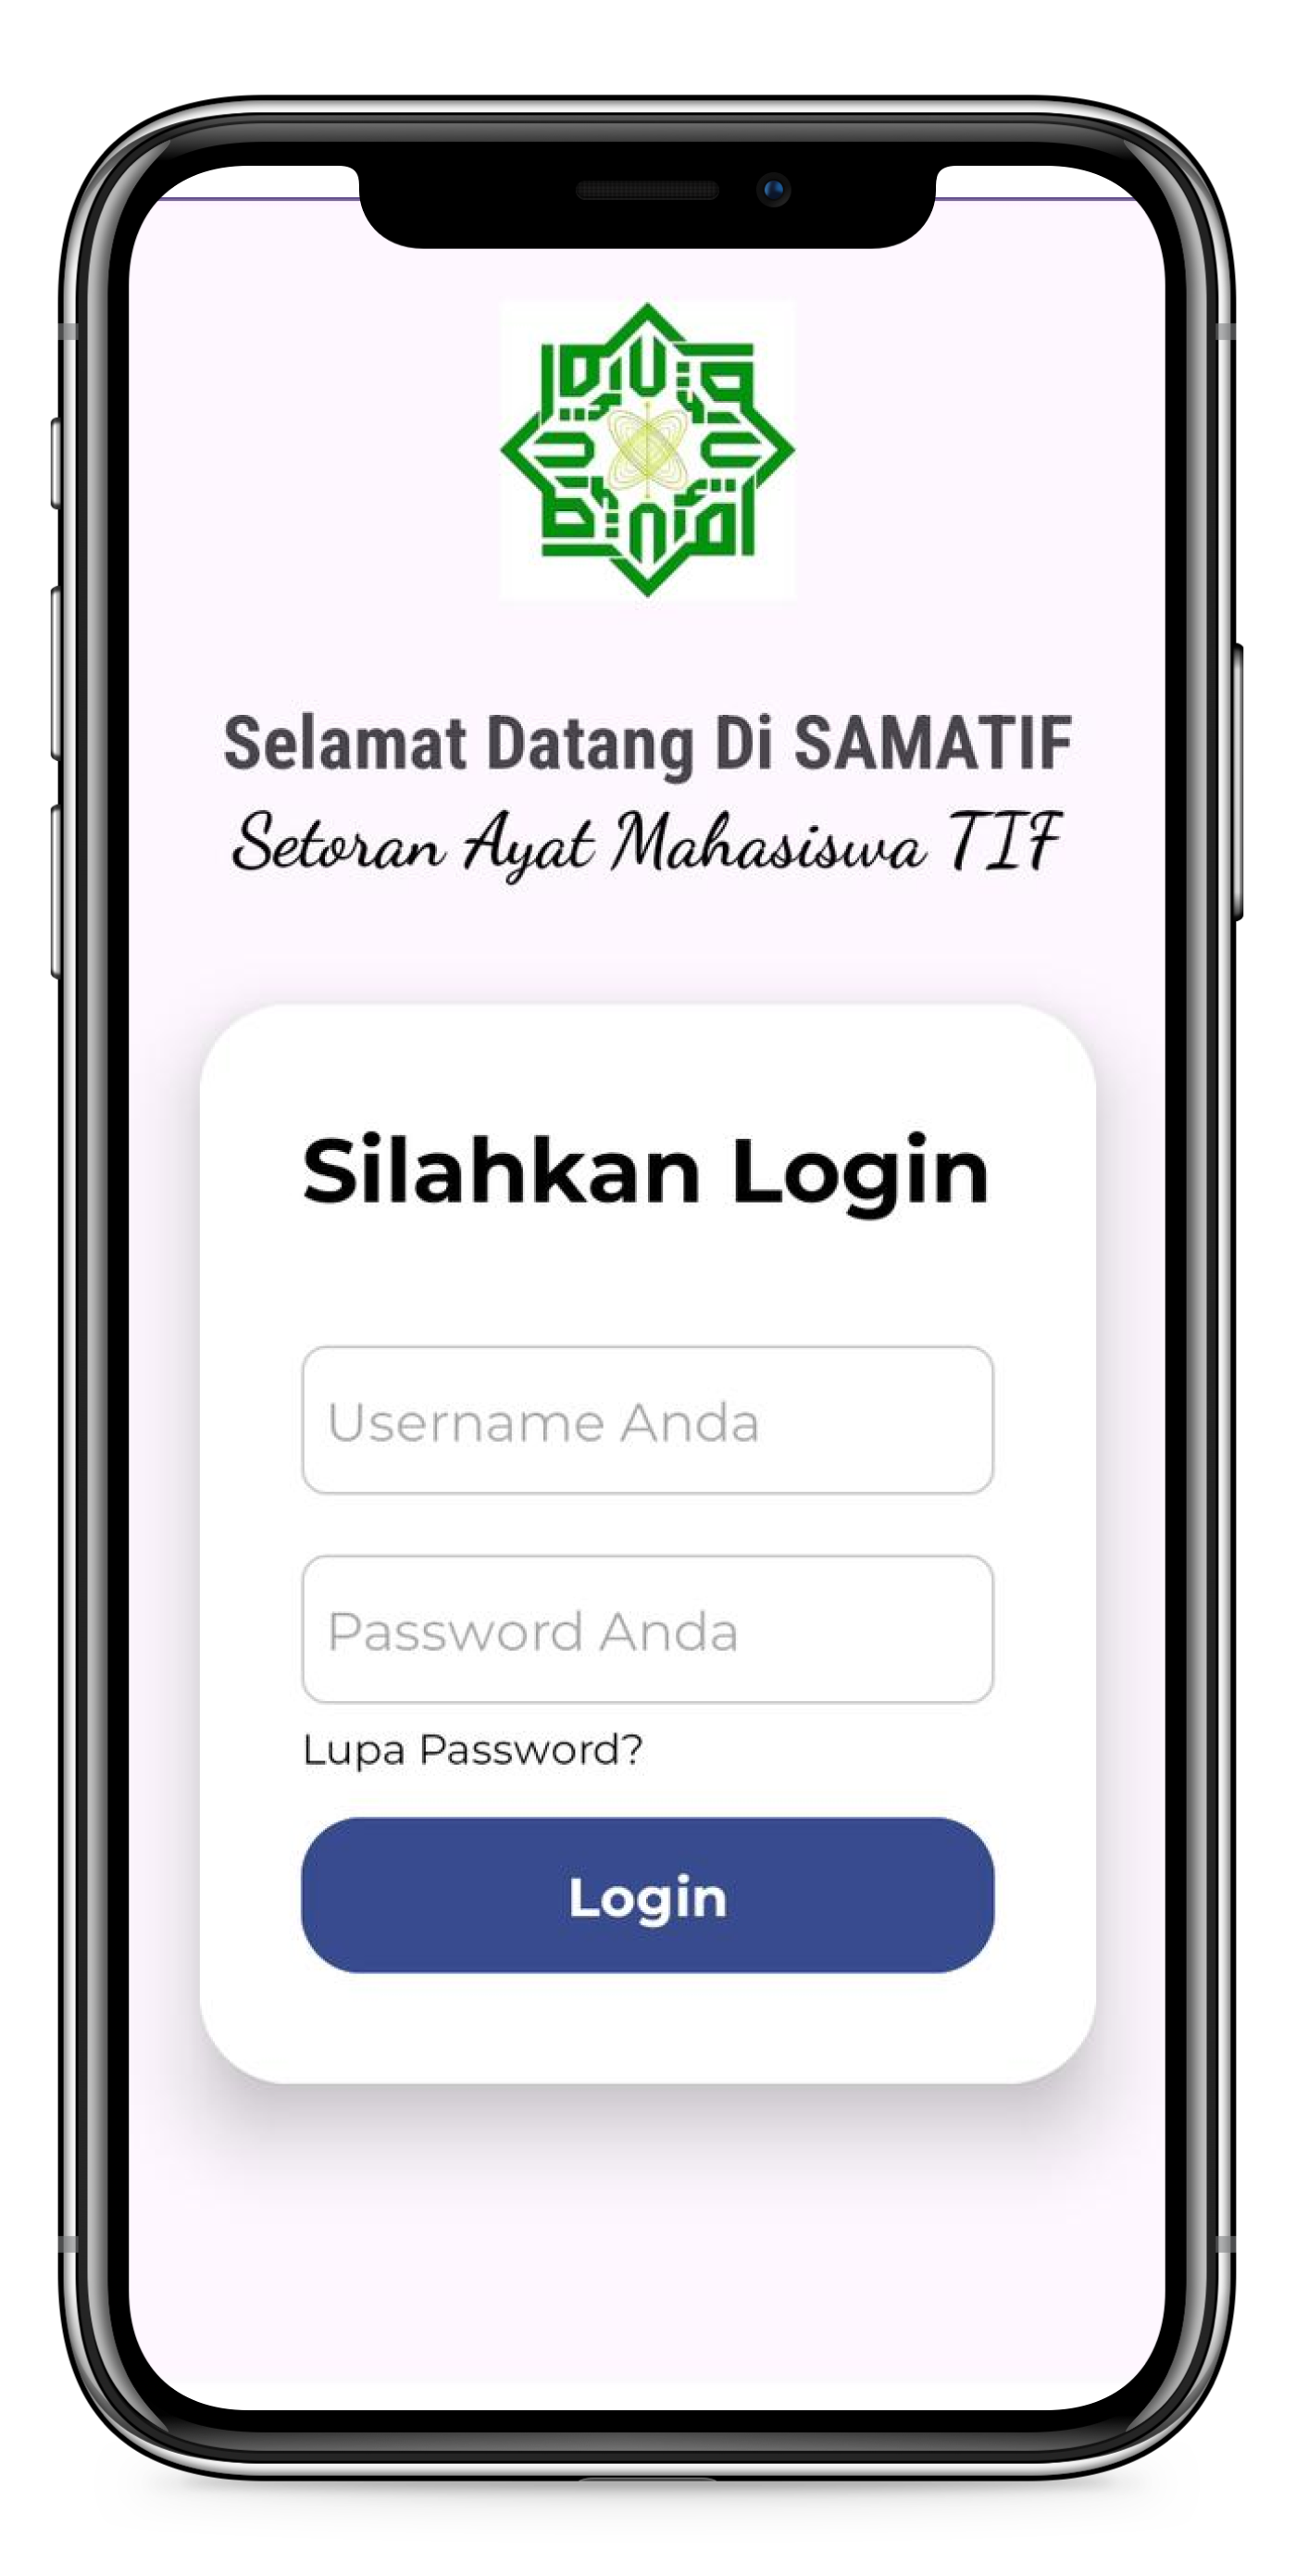 Selamat Datang Di SAMATIF
Setoran Ayat Mahasiswa TIF
Silahkan Login
Username Anda
Password Anda
Lupa Password?
Login